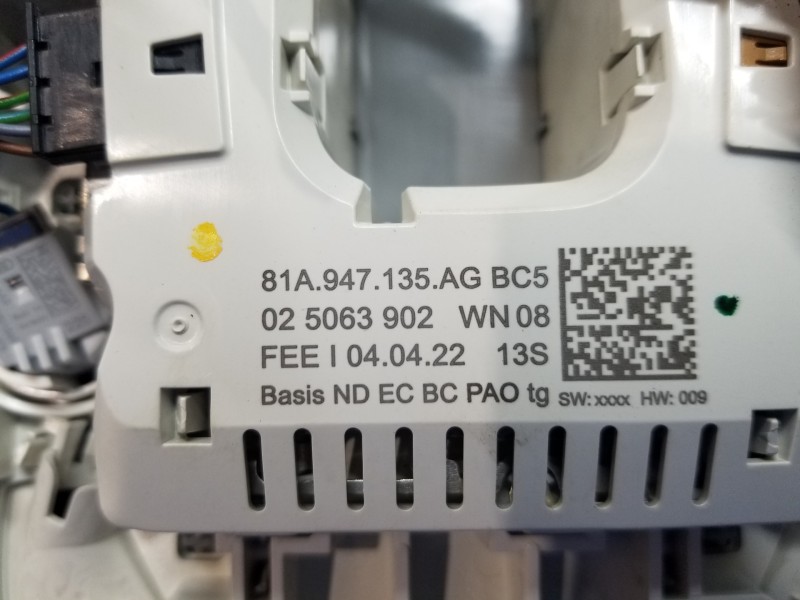 81A.947.135.AG BC5
02 5063 902 WN 08
FEE I 04.04.22 13S
Basis ND EC BC PAO tg
SW: xxxx HW: 009